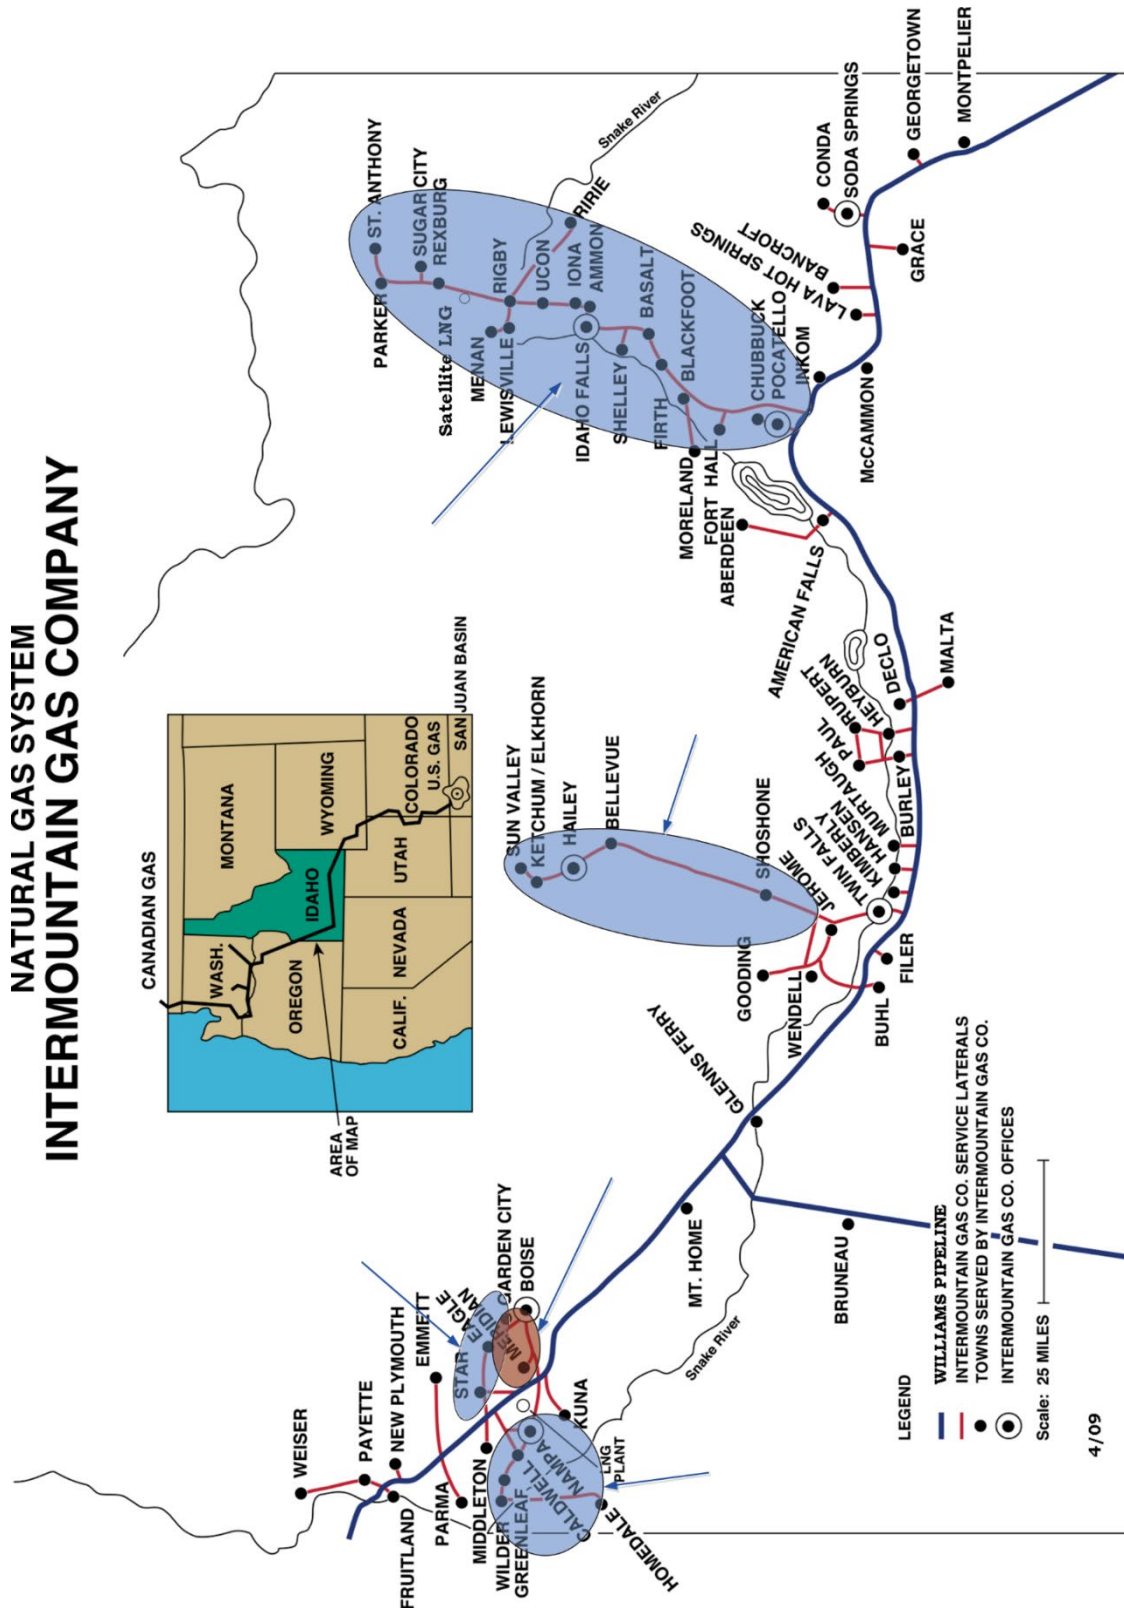 NATURAL GAS SYSTEM
INTERMOUNTAIN GAS COMPANY
CANADIAN GAS
WASH.
MONTANA
OREGON
IDAHO
WYOMING
CALIF.
NEVADA
UTAH
COLORADO
U.S. GAS
SAN JUAN BASIN
AREA
OF MAP
WEISER
PAYETTE
NEW PLYMOUTH
EMMETT
FRUITLAND
PARMA
MIDDLETON
WILDER
GREENLEAF
CALDWELL
NAMPA
HOMEDALE
LNG
PLANT
KUNA
STAR
EAGLE
MERIDIAN
GARDEN CITY
BOISE
MT. HOME
Snake River
BRUNEAU
GLENNS FERRY
GOODING
WENDELL
BUHL
FILER
JEROME
TWIN FALLS
KIMBERLY
HANSEN
MURTAUGH
SUN VALLEY
KETCHUM / ELKHORN
HAILEY
BELLEVUE
SHOSHONE
BURLEY
PAUL
RUPERT
HEYBURN
DECLO
MALTA
AMERICAN FALLS
ABERDEEN
FORT HALL
MORELAND
FIRTH
SHELLEY
IDAHO FALLS
LEWISVILLE
MENAN
Satellite LNG
PARKER
ST. ANTHONY
SUGAR CITY
REXBURG
RIGBY
UCON
IONA
AMMON
RIRIE
Snake River
BASALT
BLACKFOOT
CHUBBUCK
POCATELLO
INKOM
McCAMMON
LAVA HOT SPRINGS
BANCROFT
GRACE
CONDA
SODA SPRINGS
GEORGETOWN
MONTPELIER
LEGEND
WILLIAMS PIPELINE
INTERMOUNTAIN GAS CO. SERVICE LATERALS
TOWNS SERVED BY INTERMOUNTAIN GAS CO.
INTERMOUNTAIN GAS CO. OFFICES
Scale: 25 MILES
4/09